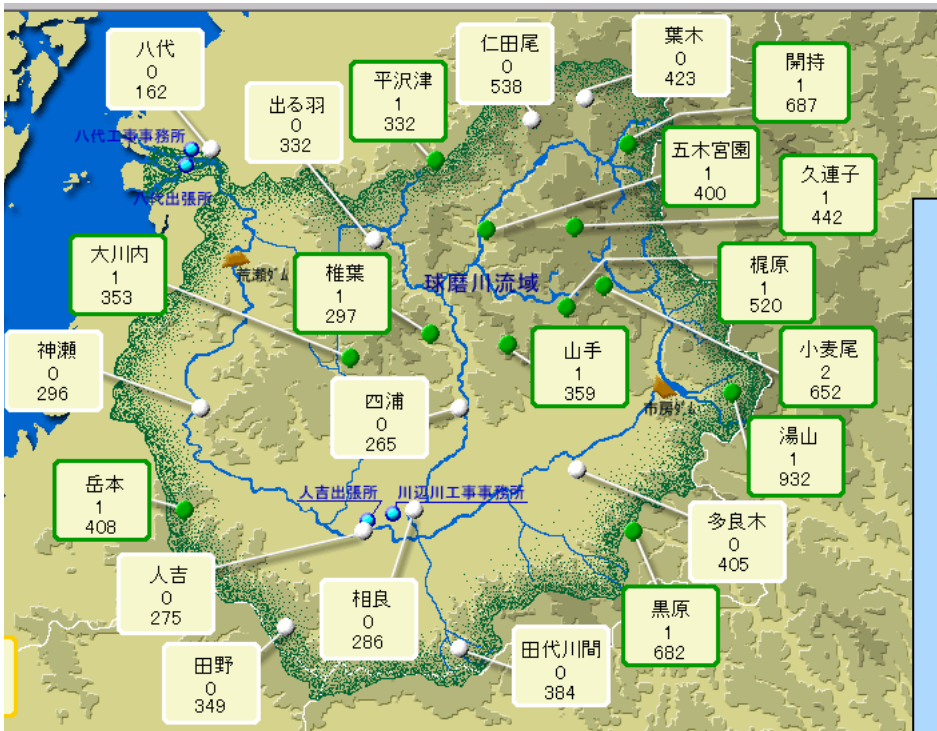 八代
0
162
仁田尾
0
538
葉木
0
423
開持
1
687
平沢津
1
332
出る羽
0
332
八代工事事務所
八代出張所
五木宮園
1
400
久連子
1
442
大川内
1
353
荒瀬ダム
椎葉
1
297
球磨川流域
梶原
1
520
神瀬
0
296
四浦
0
265
山手
1
359
小麦尾
2
652
市房ダム
湯山
1
932
岳本
1
408
人吉出張所
川辺川工事事務所
多良木
0
405
人吉
0
275
相良
0
286
黒原
1
682
田野
0
349
田代川間
0
384